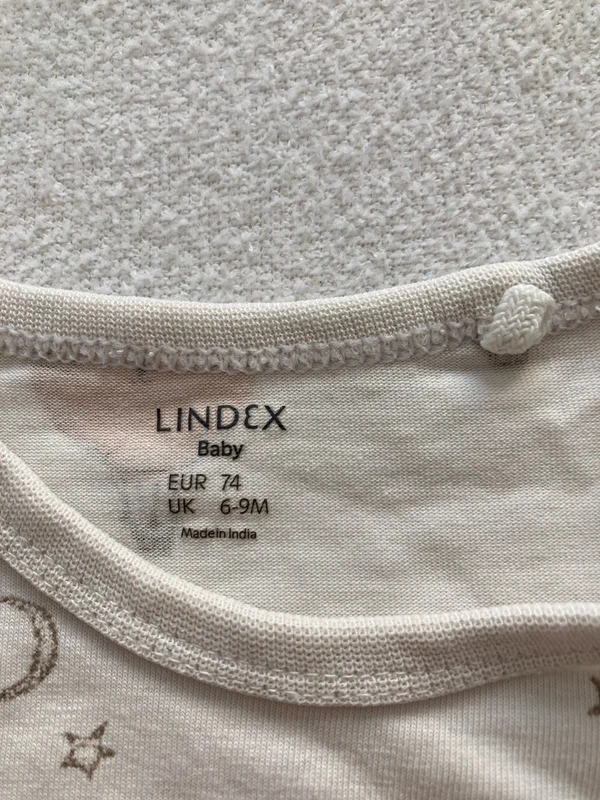 LINDEX
Baby
EUR 74
UK 6-9M
Made in India